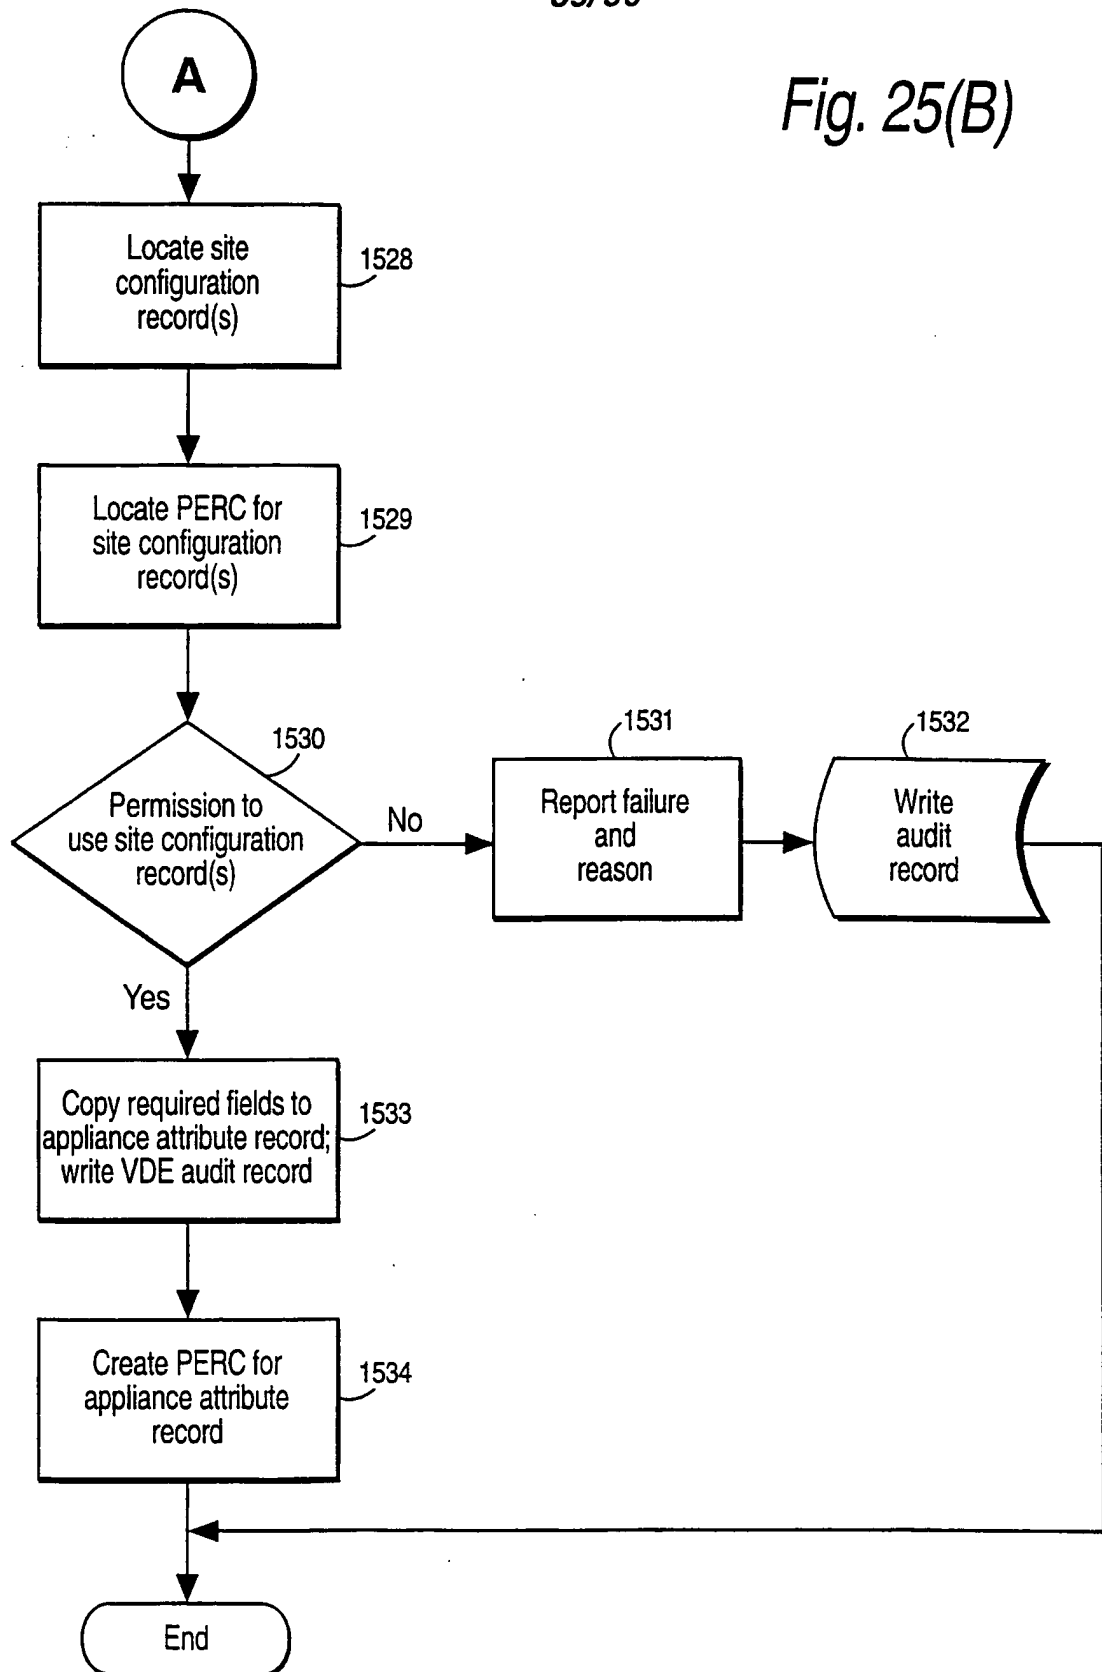 Fig. 25(B)
A
Locate site
configuration
record(s)
1528
Locate PERC for
site configuration
record(s)
1529
Permission to
use site configuration
record(s)
1530
No
Report failure
and
reason
1531
Write
audit
record
1532
Yes
Copy required fields to
appliance attribute record;
write VDE audit record
1533
Create PERC for
appliance attribute
record
1534
End